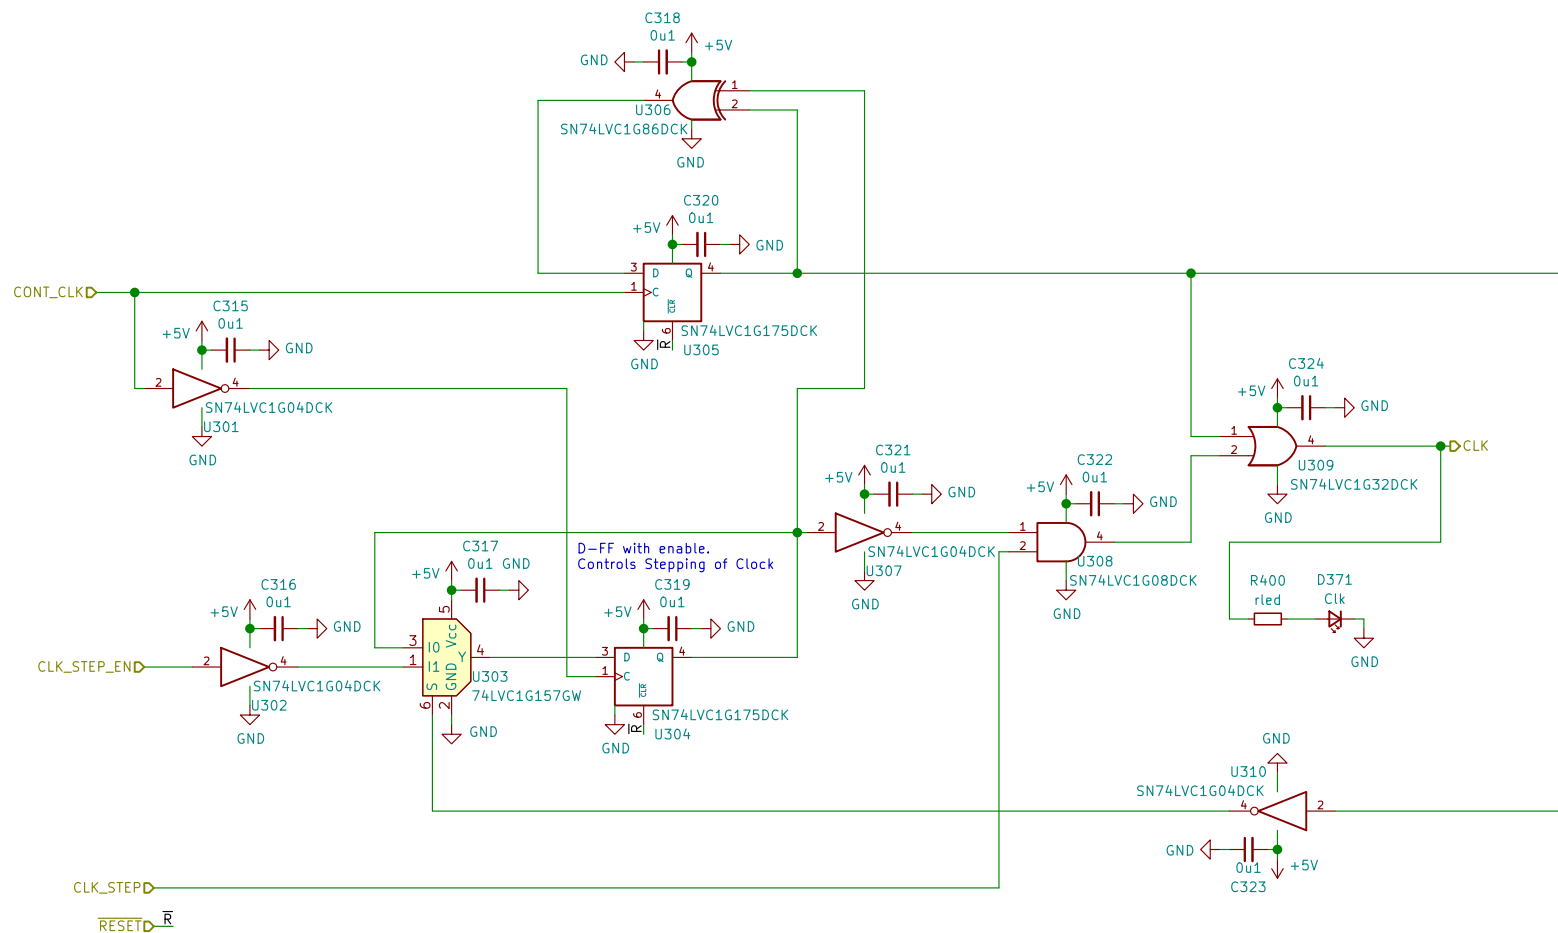 C318
0u1
+5V
GND
1
2
4
U306
SN74LVC1G86DCK
GND
C320
0u1
+5V
GND
3
D
Q
4
1
C
CLR
6
R
GND
SN74LVC1G175DCK
U305
CONT_CLK
C315
0u1
+5V
GND
2
4
SN74LVC1G04DCK
U301
GND
C324
0u1
+5V
GND
1
2
4
CLK
U309
SN74LVC1G32DCK
GND
C321
0u1
+5V
GND
2
4
SN74LVC1G04DCK
U307
GND
C322
0u1
+5V
GND
1
2
4
U308
SN74LVC1G08DCK
GND
D-FF with enable.
Controls Stepping of Clock
C317
0u1
GND
+5V
5
3
I0
Vcc
1
I1
Y
4
S
GND
6
2
U303
74LVC1G157GW
GND
C316
0u1
+5V
GND
CLK_STEP_EN
2
4
SN74LVC1G04DCK
U302
GND
C319
0u1
+5V
GND
3
D
Q
4
1
C
CLR
6
R
GND
SN74LVC1G175DCK
U304
R400
rled
D371
Clk
GND
GND
U310
SN74LVC1G04DCK
4
2
GND
0u1
C323
+5V
CLK_STEP
RESET
R